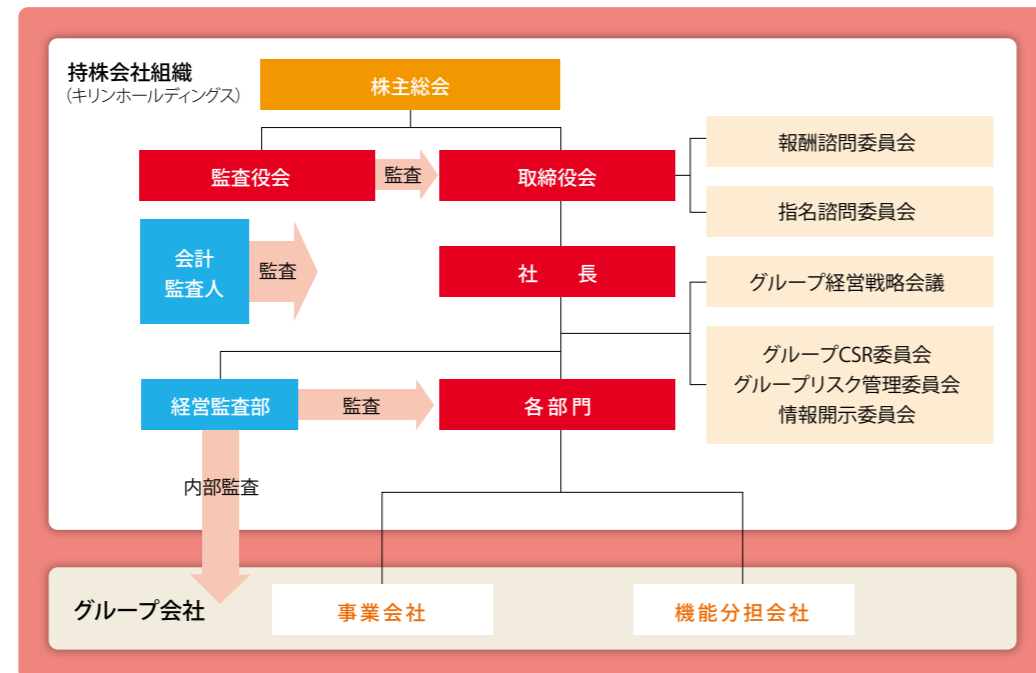 持株会社組織
(キリンホールディングス)
株主総会
監査役会
監査
取締役会
報酬諮問委員会
指名諮問委員会
会計
監査人
監査
社　長
グループ経営戦略会議
グループCSR委員会
グループリスク管理委員会
情報開示委員会
経営監査部
監査
各部門
内部監査
グループ会社
事業会社
機能分担会社